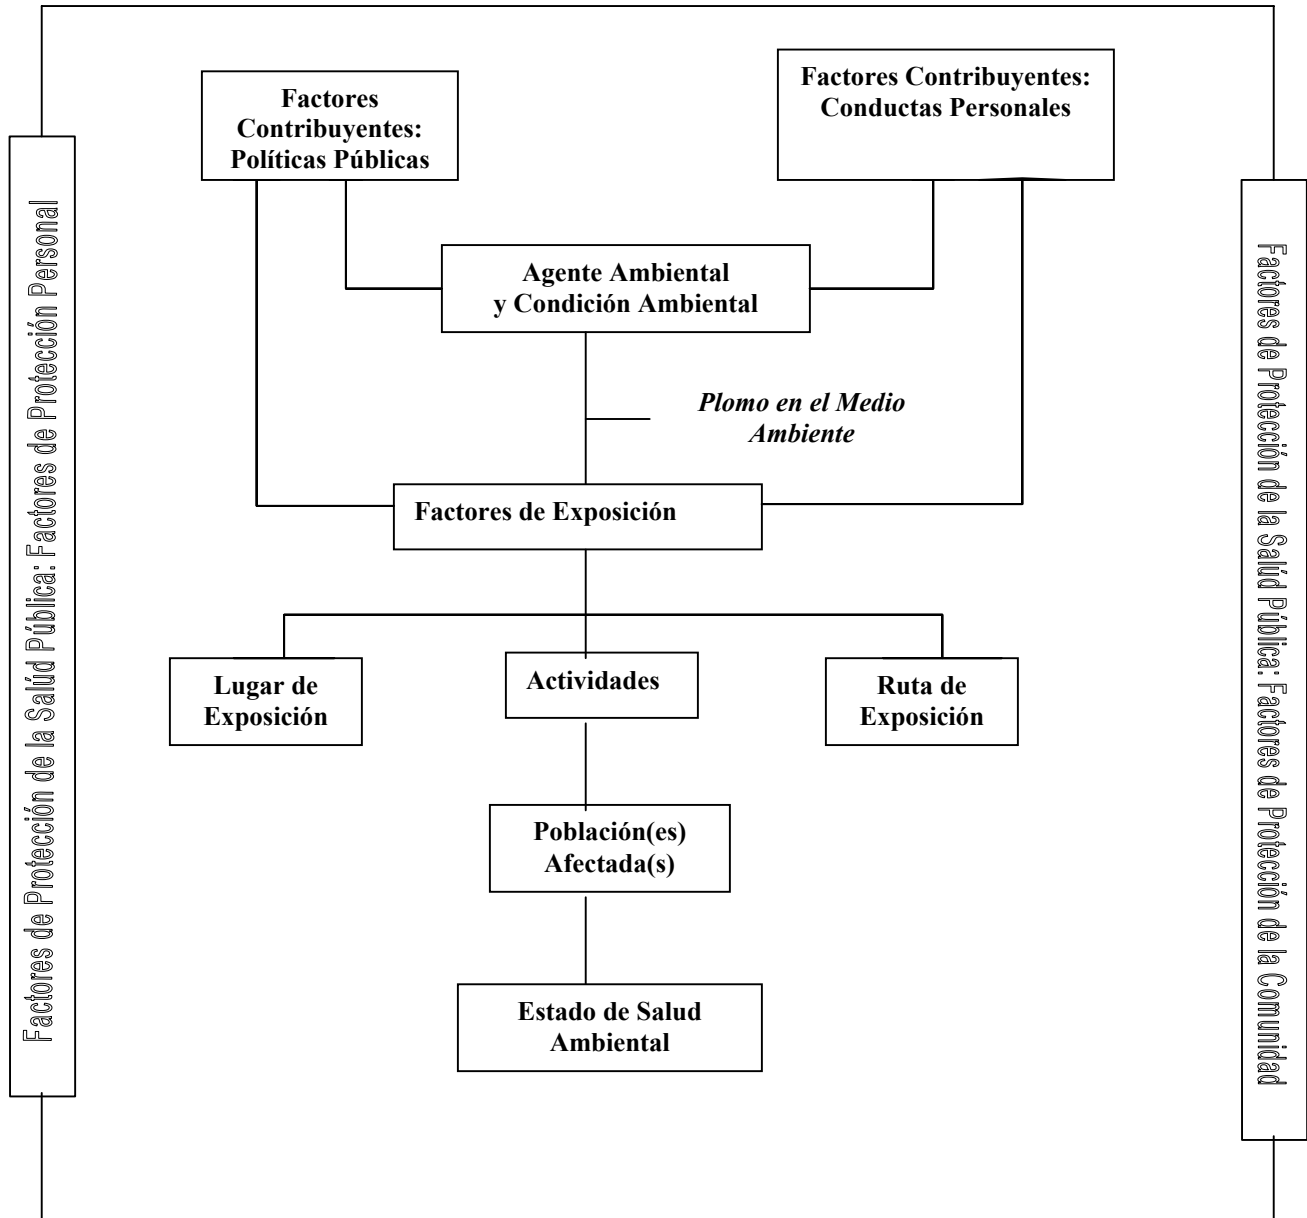 Factores
Contribuyentes:
Políticas Públicas
Factores Contribuyentes:
Conductas Personales
Factores de Protección de la Salúd Pública: Factores de Protección Personal
Factores de Protección de la Salúd Pública: Factores de Protección de la Comunidad
Agente Ambiental
y Condición Ambiental
Plomo en el Medio
Ambiente
Factores de Exposición
Lugar de
Exposición
Actividades
Ruta de
Exposición
Población(es)
Afectada(s)
Estado de Salud
Ambiental